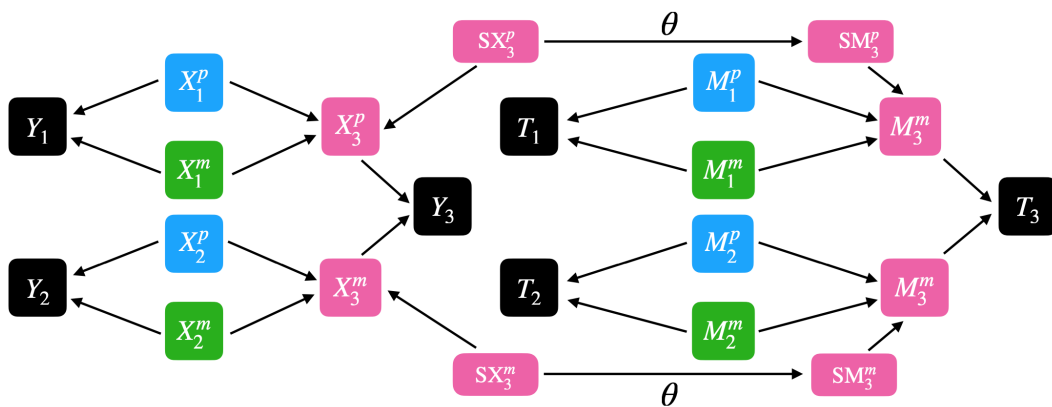 θ
SX₃ᵖ SM₃ᵖ
X₁ᵖ M₁ᵖ
Y₁ X₃ᵖ T₁ M₃ᵐ
X₁ᵐ M₁ᵐ
Y₃ T₃
X₂ᵖ M₂ᵖ
Y₂ X₃ᵐ T₂ M₃ᵐ
X₂ᵐ M₂ᵐ
SX₃ᵐ SM₃ᵐ
θ